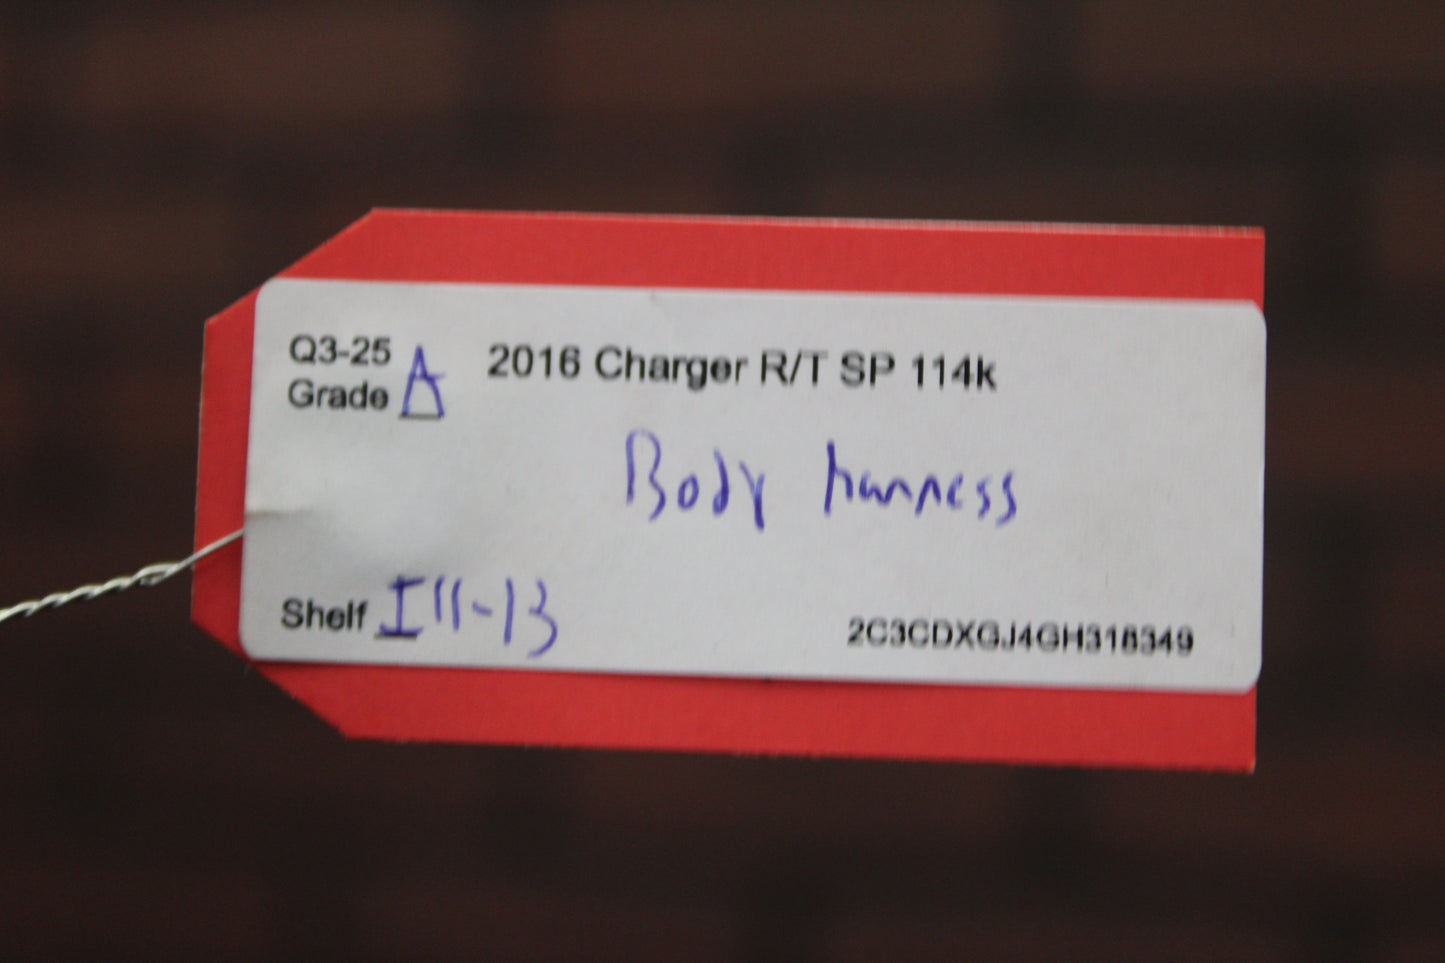 Q3-25
Grade A
2016 Charger R/T SP 114k
Body harness
Shelf I11-13
2C3CDXGJ4GH318349